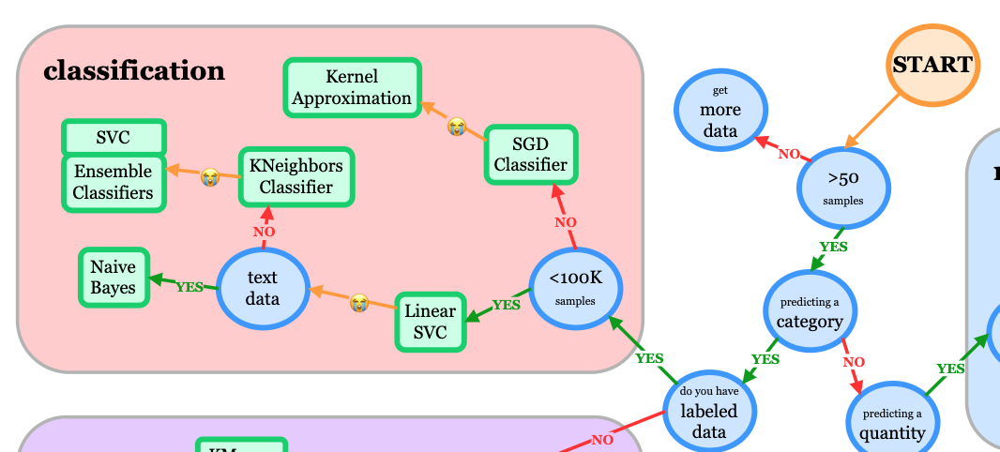 classification
Kernel
Approximation
SVC
Ensemble
Classifiers
KNeighbors
Classifier
SGD
Classifier
NO
NO
Naive
Bayes
YES
text
data
Linear
SVC
YES
<100K
samples
START
get
more
data
NO
>50
samples
YES
predicting a
category
YES
NO
YES
YES
do you have
labeled
data
predicting a
quantity
NO